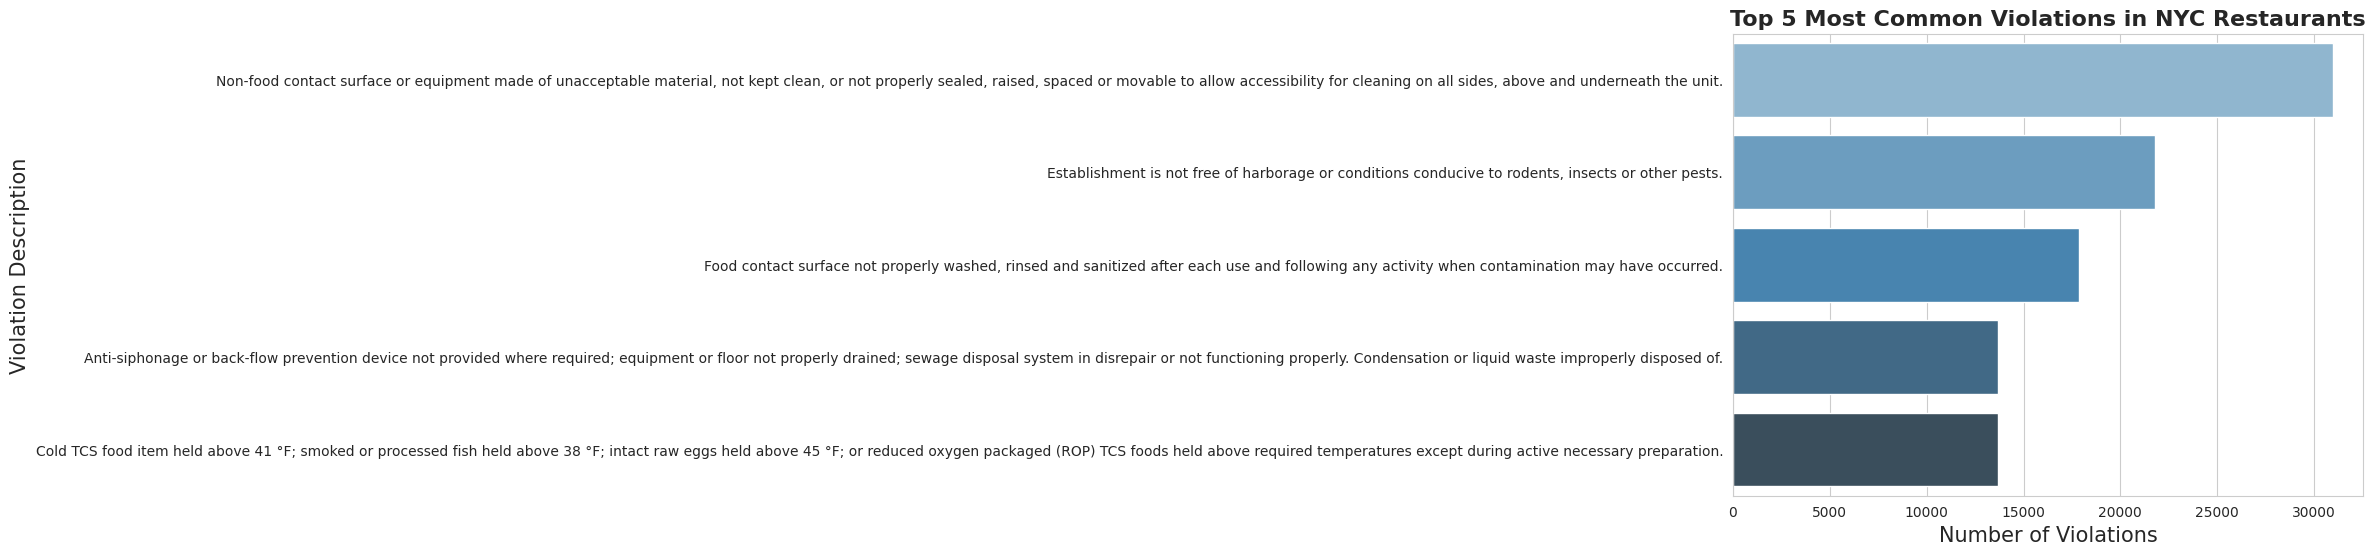 Top 5 Most Common Violations in NYC Restaurants
Violation Description
Non-food contact surface or equipment made of unacceptable material, not kept clean, or not properly sealed, raised, spaced or movable to allow accessibility for cleaning on all sides, above and underneath the unit.
Establishment is not free of harborage or conditions conducive to rodents, insects or other pests.
Food contact surface not properly washed, rinsed and sanitized after each use and following any activity when contamination may have occurred.
Anti-siphonage or back-flow prevention device not provided where required; equipment or floor not properly drained; sewage disposal system in disrepair or not functioning properly. Condensation or liquid waste improperly disposed of.
Cold TCS food item held above 41 °F; smoked or processed fish held above 38 °F; intact raw eggs held above 45 °F; or reduced oxygen packaged (ROP) TCS foods held above required temperatures except during active necessary preparation.
0 5000 10000 15000 20000 25000 30000
Number of Violations